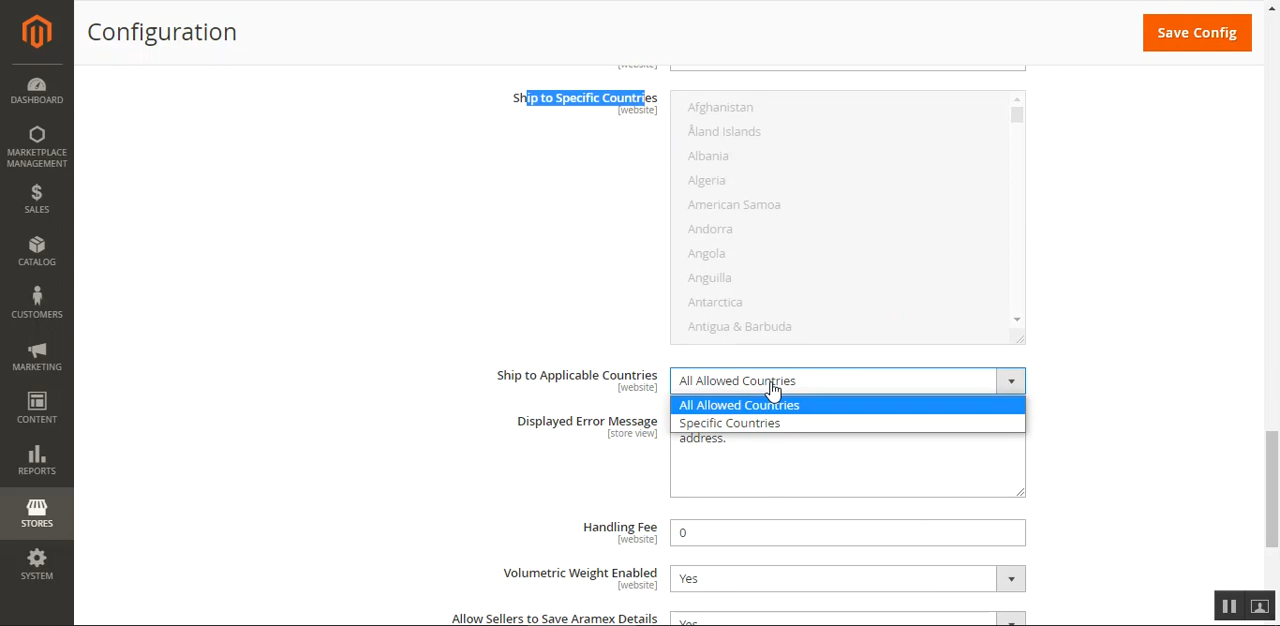 Configuration
Save Config
[website]
Ship to Specific Countries
[website]
Afghanistan
Åland Islands
Albania
Algeria
American Samoa
Andorra
Angola
Anguilla
Antarctica
Antigua & Barbuda
Ship to Applicable Countries
[website]
All Allowed Countries
All Allowed Countries
Specific Countries
Displayed Error Message
[store view]
address.
Handling Fee
[website]
0
Volumetric Weight Enabled
[website]
Yes
Allow Sellers to Save Aramex Details
Yes
DASHBOARD
MARKETPLACE
MANAGEMENT
$
SALES
CATALOG
CUSTOMERS
MARKETING
CONTENT
REPORTS
STORES
SYSTEM